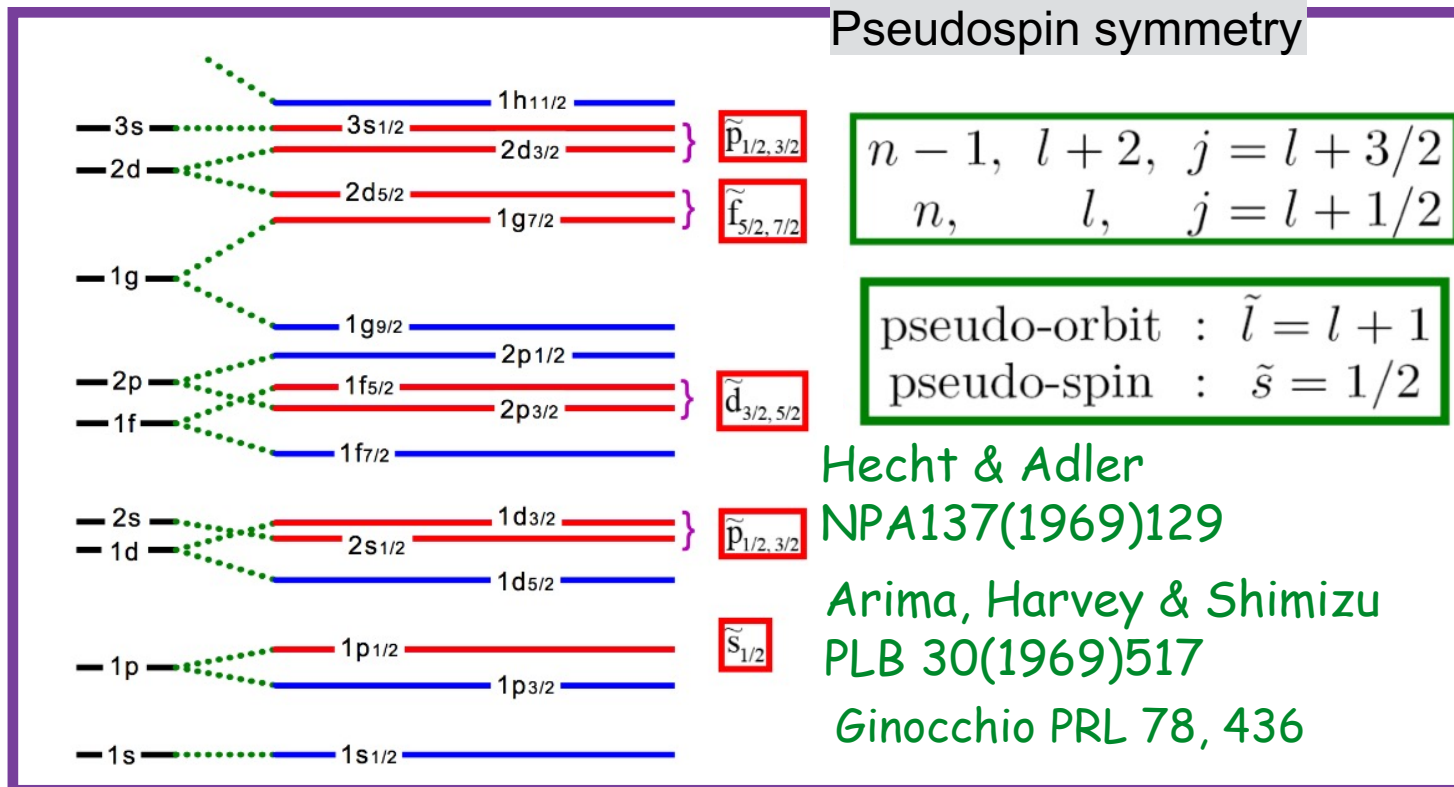 Pseudospin symmetry
1h11/2
3s
3s1/2
2d3/2
p̃1/2, 3/2
2d
2d5/2
1g7/2
f̃5/2, 7/2
1g
1g9/2
2p1/2
2p
1f5/2
2p3/2
d̃3/2, 5/2
1f
1f7/2
2s
1d3/2
2s1/2
p̃1/2, 3/2
1d
1d5/2
1p1/2
s̃1/2
1p
1p3/2
1s
1s1/2
n − 1, l + 2, j = l + 3/2
n, l, j = l + 1/2
pseudo-orbit : l̃ = l + 1
pseudo-spin : s̃ = 1/2
Hecht & Adler
NPA137(1969)129
Arima, Harvey & Shimizu
PLB 30(1969)517
Ginocchio PRL 78, 436